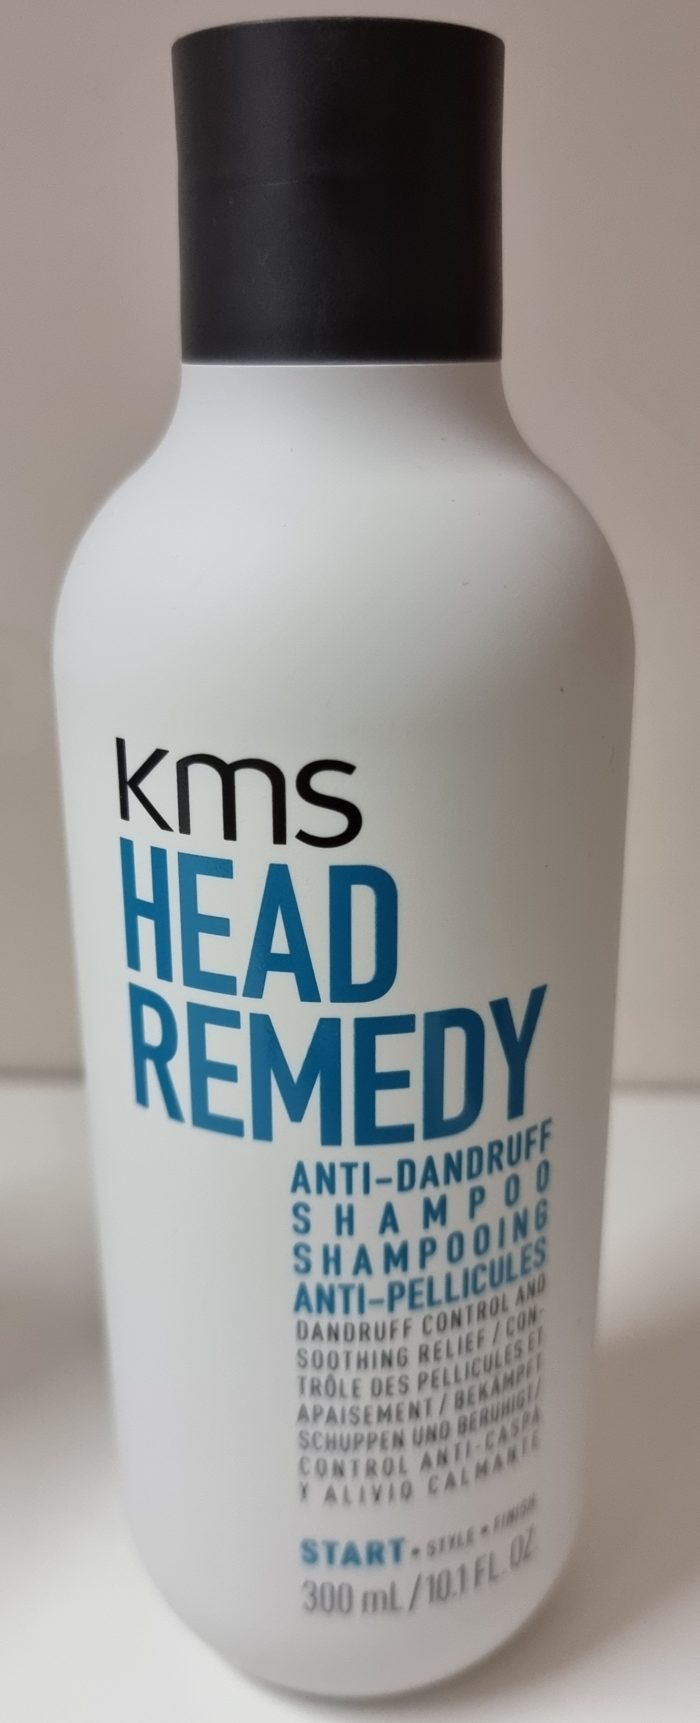 kms
HEAD
REMEDY
ANTI-DANDRUFF
SHAMPOO
SHAMPOOING
ANTI-PELLICULES
DANDRUFF CONTROL AND
SOOTHING RELIEF / CON-
TRÔLE DES PELLICULES ET
APAISEMENT / BEKÄMPFT
SCHUPPEN UND BERUHIGT/
CONTROL ANTI-CASPA
Y ALIVIO CALMANTE
START • STYLE • FINISH
300 mL / 10.1 FL. OZ.